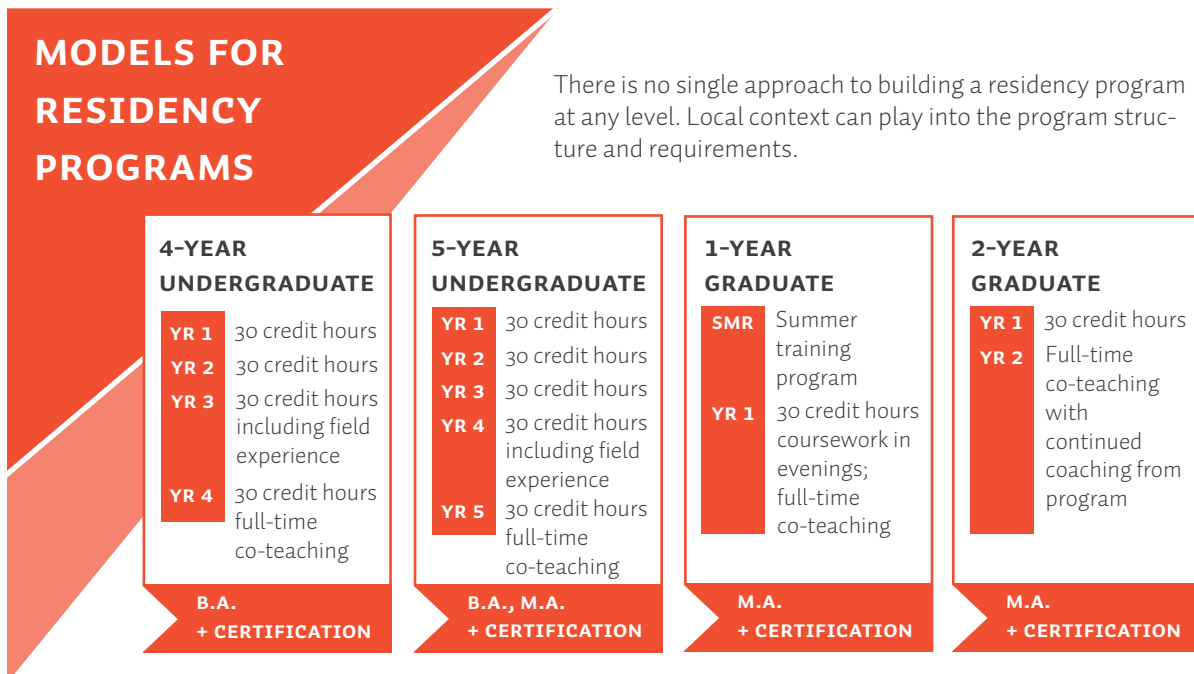 MODELS FOR
RESIDENCY
PROGRAMS
There is no single approach to building a residency program
at any level. Local context can play into the program struc-
ture and requirements.
4-YEAR
UNDERGRADUATE
YR 1 30 credit hours
YR 2 30 credit hours
YR 3 30 credit hours
including field
experience
YR 4 30 credit hours
full-time
co-teaching
B.A.
+ CERTIFICATION
5-YEAR
UNDERGRADUATE
YR 1 30 credit hours
YR 2 30 credit hours
YR 3 30 credit hours
YR 4 30 credit hours
including field
experience
YR 5 30 credit hours
full-time
co-teaching
B.A., M.A.
+ CERTIFICATION
1-YEAR
GRADUATE
SMR Summer
training
program
YR 1 30 credit hours
coursework in
evenings;
full-time
co-teaching
M.A.
+ CERTIFICATION
2-YEAR
GRADUATE
YR 1 30 credit hours
YR 2 Full-time
co-teaching
with
continued
coaching from
program
M.A.
+ CERTIFICATION